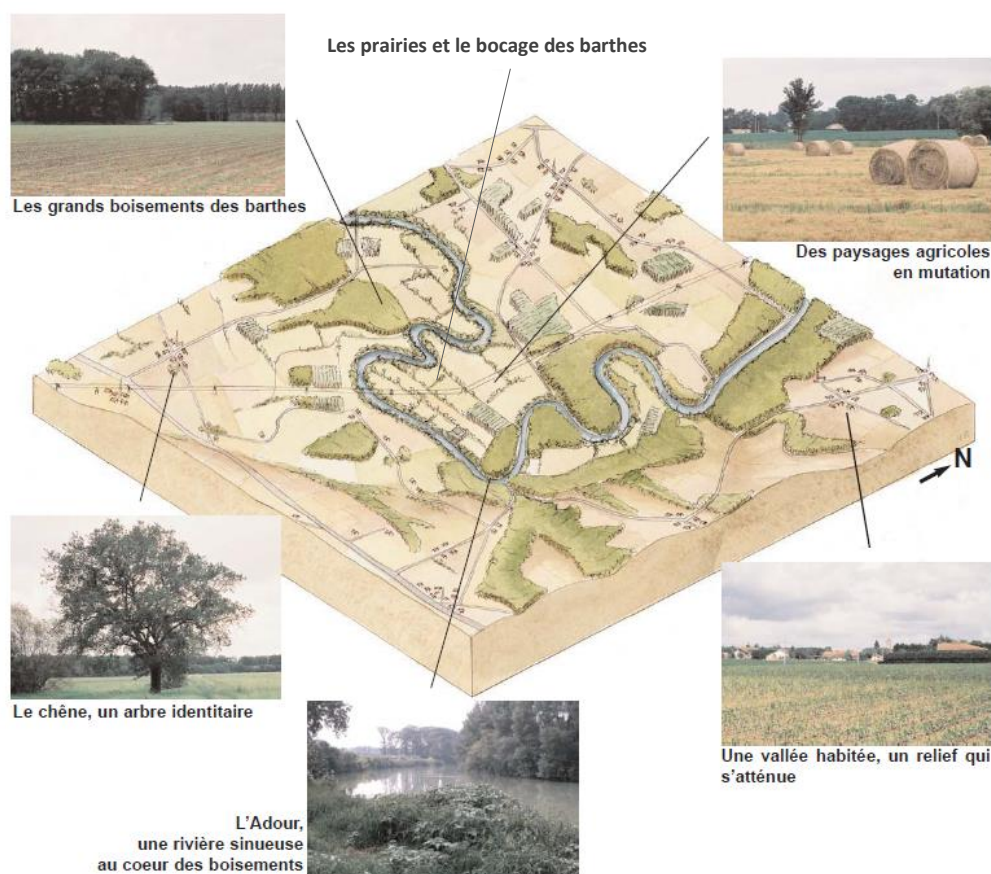 Les prairies et le bocage des barthes
Les grands boisements des barthes
Des paysages agricoles
en mutation
N
Le chêne, un arbre identitaire
Une vallée habitée, un relief qui
s'atténue
L'Adour,
une rivière sinueuse
au coeur des boisements